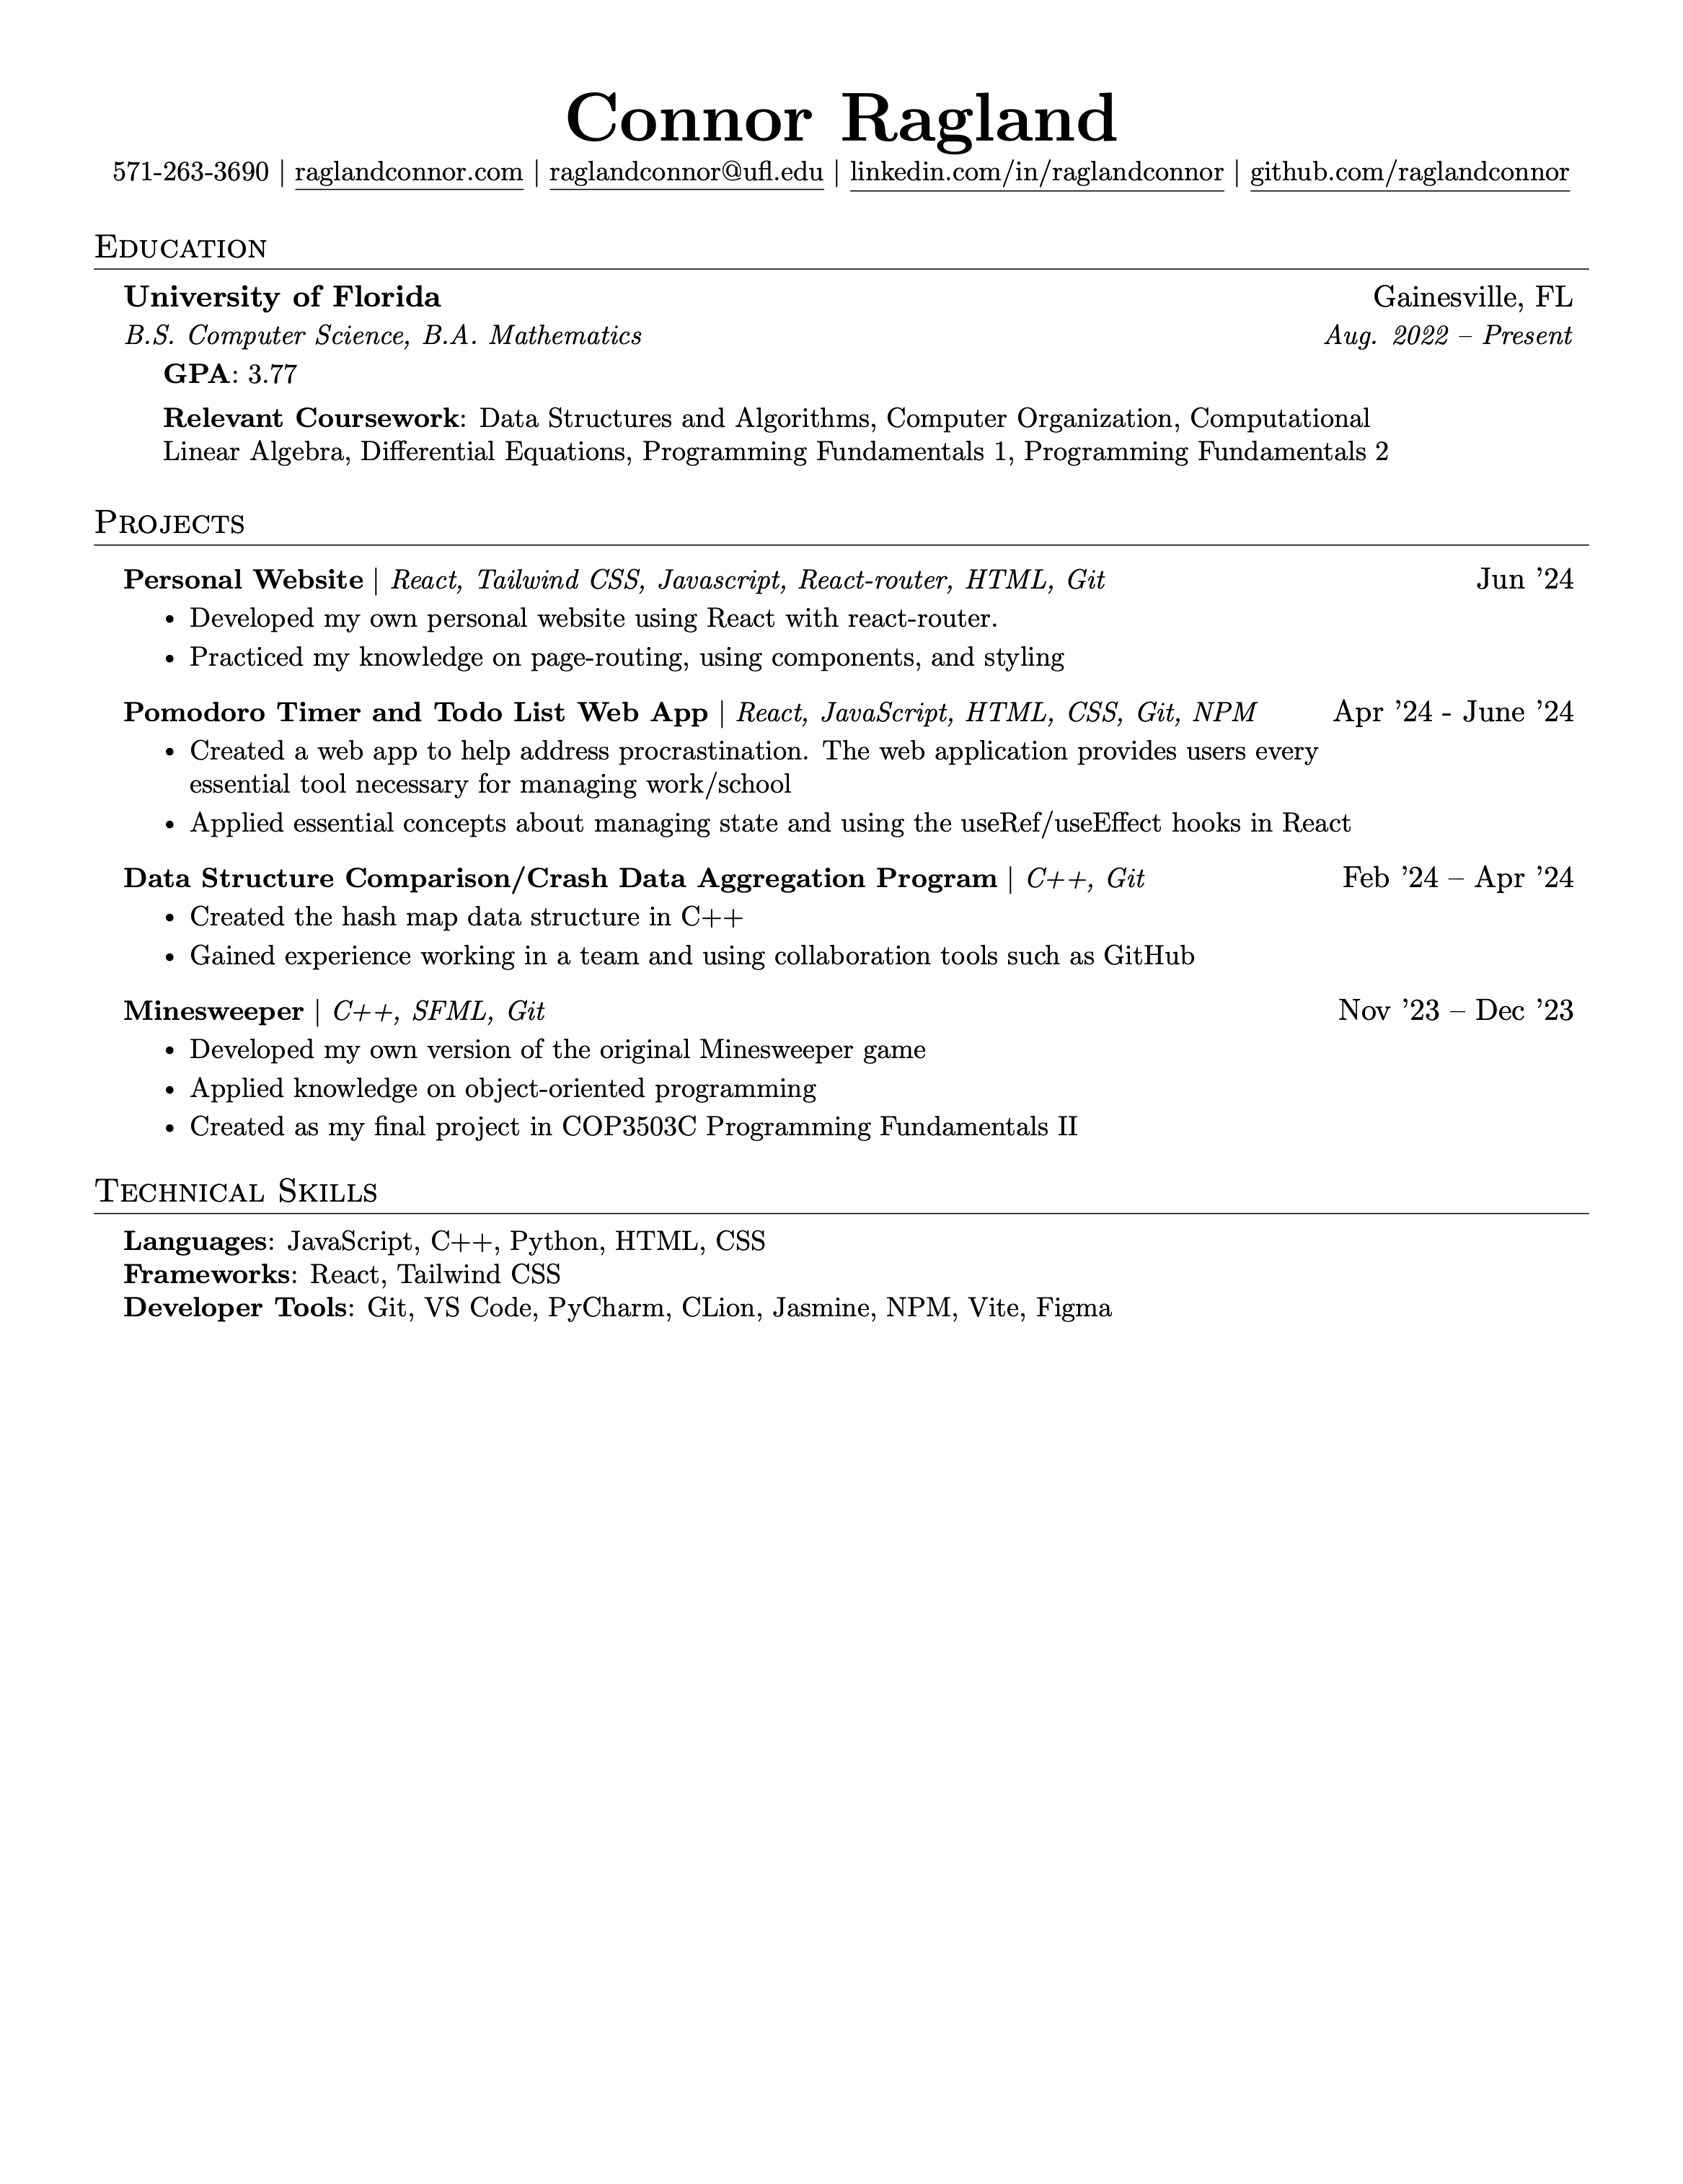 Connor Ragland
571-263-3690 | raglandconnor.com | raglandconnor@ufl.edu | linkedin.com/in/raglandconnor | github.com/raglandconnor
Education
University of Florida Gainesville, FL
B.S. Computer Science, B.A. Mathematics Aug. 2022 – Present
GPA: 3.77
Relevant Coursework: Data Structures and Algorithms, Computer Organization, Computational
Linear Algebra, Differential Equations, Programming Fundamentals 1, Programming Fundamentals 2
Projects
Personal Website | React, Tailwind CSS, Javascript, React-router, HTML, Git Jun ’24
• Developed my own personal website using React with react-router.
• Practiced my knowledge on page-routing, using components, and styling
Pomodoro Timer and Todo List Web App | React, JavaScript, HTML, CSS, Git, NPM Apr ’24 - June ’24
• Created a web app to help address procrastination. The web application provides users every
essential tool necessary for managing work/school
• Applied essential concepts about managing state and using the useRef/useEffect hooks in React
Data Structure Comparison/Crash Data Aggregation Program | C++, Git Feb ’24 – Apr ’24
• Created the hash map data structure in C++
• Gained experience working in a team and using collaboration tools such as GitHub
Minesweeper | C++, SFML, Git Nov ’23 – Dec ’23
• Developed my own version of the original Minesweeper game
• Applied knowledge on object-oriented programming
• Created as my final project in COP3503C Programming Fundamentals II
Technical Skills
Languages: JavaScript, C++, Python, HTML, CSS
Frameworks: React, Tailwind CSS
Developer Tools: Git, VS Code, PyCharm, CLion, Jasmine, NPM, Vite, Figma